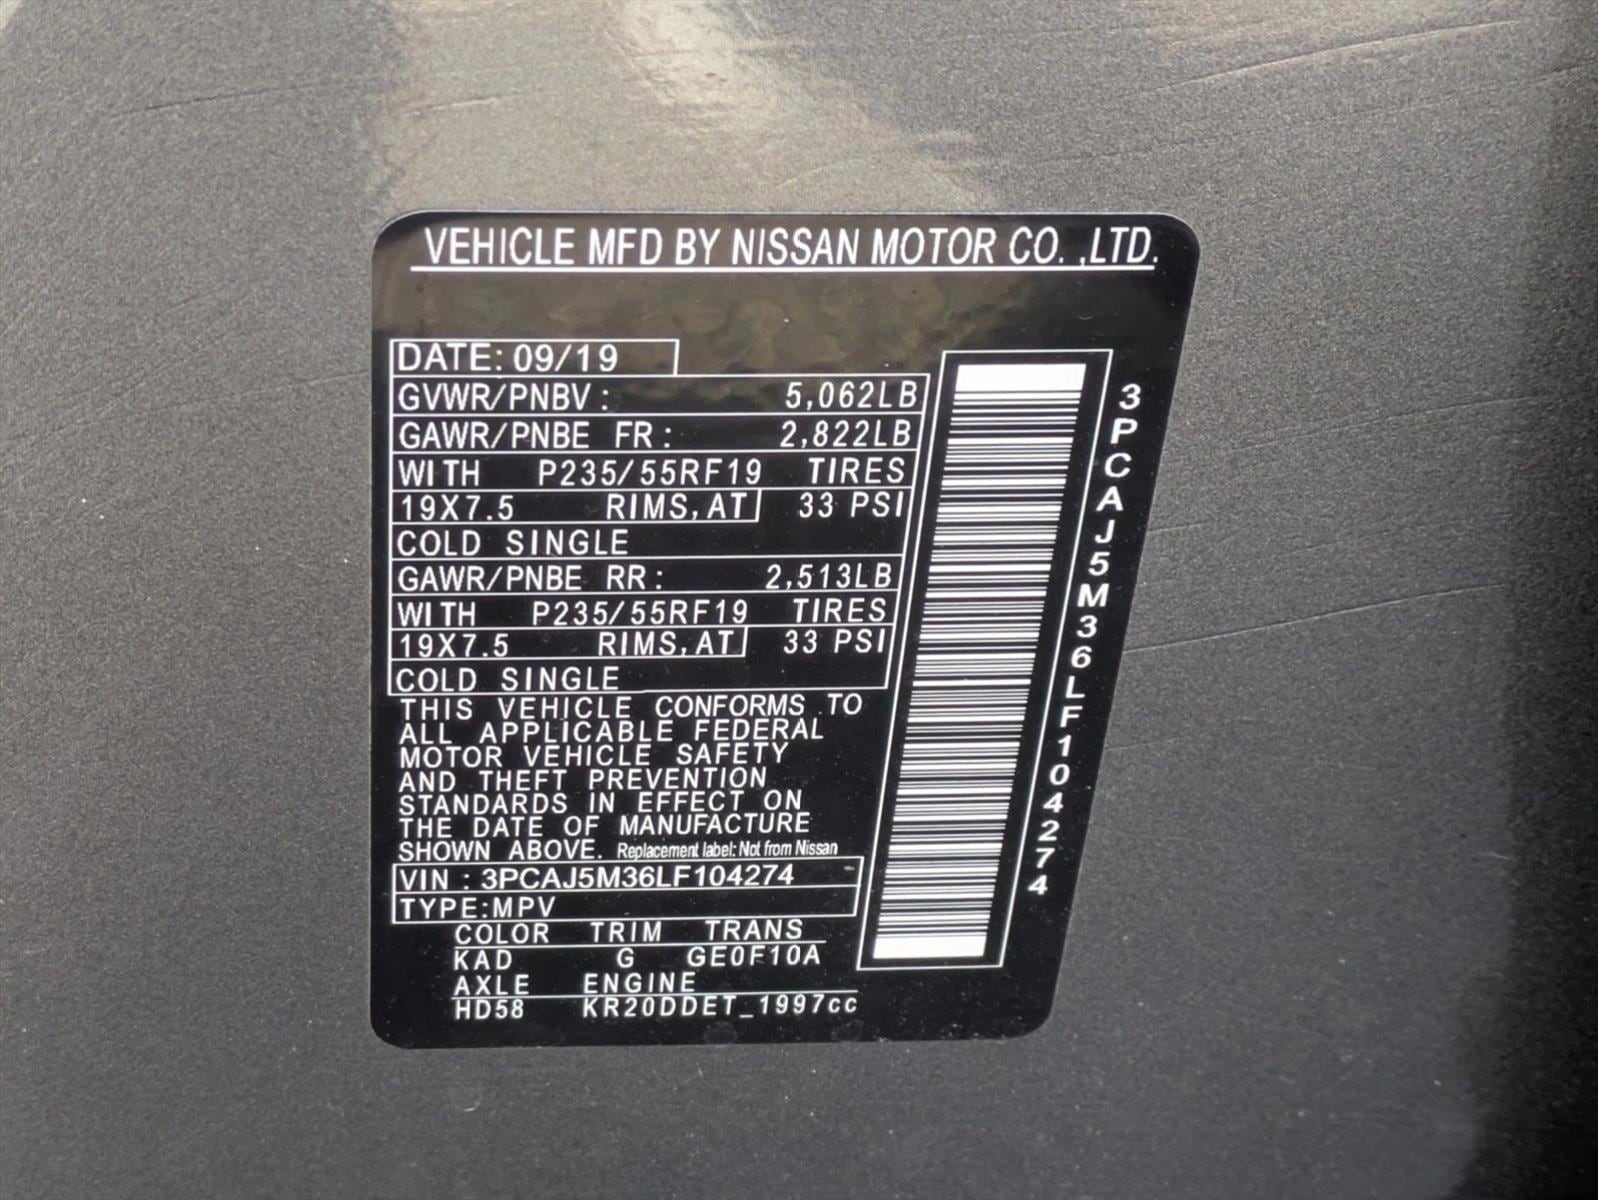 VEHICLE MFD BY NISSAN MOTOR CO. ,LTD.
DATE: 09/19
GVWR/PNBV : 5,062LB
GAWR/PNBE FR : 2,822LB
WITH P235/55RF19 TIRES
19X7.5 RIMS, AT 33 PSI
COLD SINGLE
GAWR/PNBE RR : 2,513LB
WITH P235/55RF19 TIRES
19X7.5 RIMS, AT 33 PSI
COLD SINGLE
THIS VEHICLE CONFORMS TO
ALL APPLICABLE FEDERAL
MOTOR VEHICLE SAFETY
AND THEFT PREVENTION
STANDARDS IN EFFECT ON
THE DATE OF MANUFACTURE
SHOWN ABOVE. Replacement label: Not from Nissan
VIN : 3PCAJ5M36LF104274
TYPE:MPV
COLOR TRIM TRANS
KAD G GE0F10A
AXLE ENGINE
HD58 KR20DDET_1997cc
3PCAJ5M36LF104274